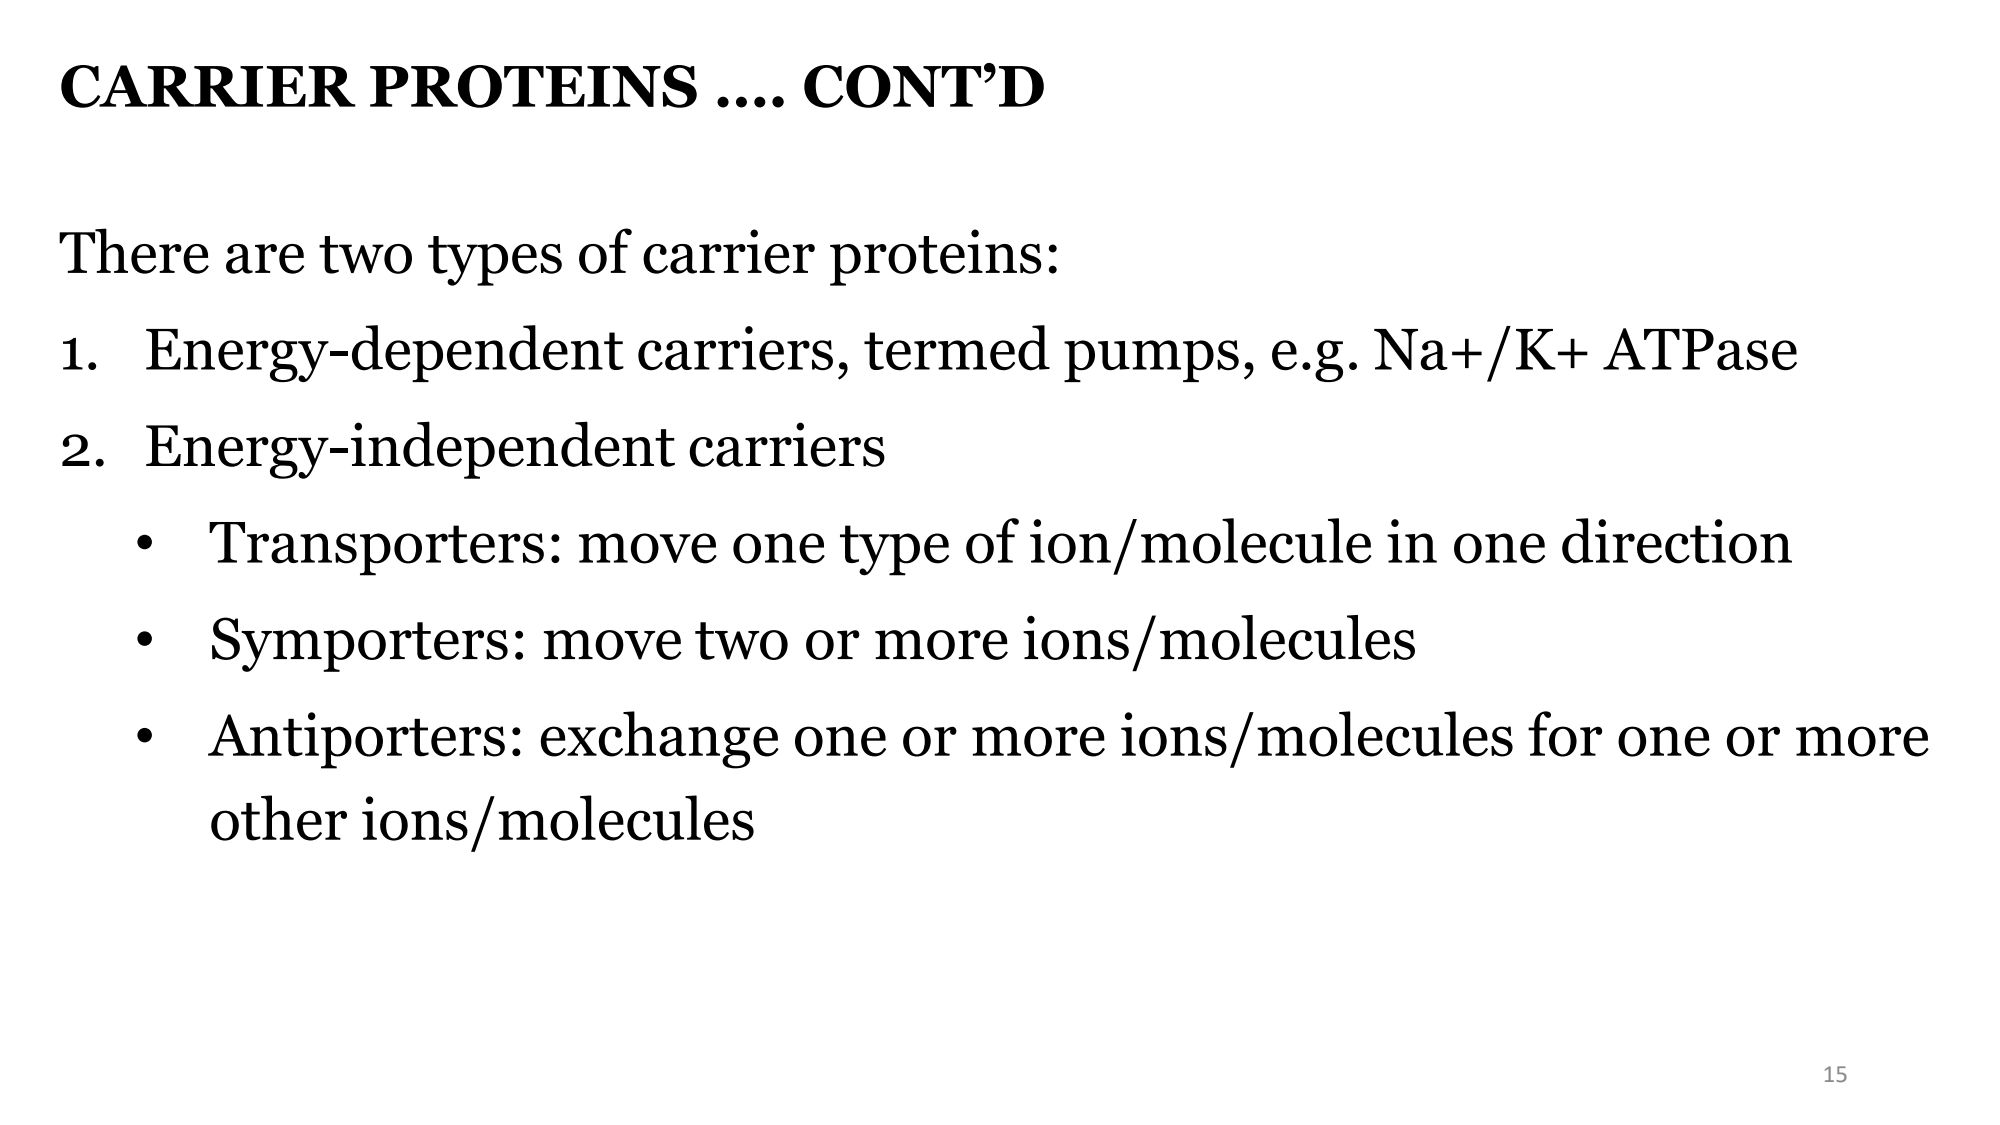 CARRIER PROTEINS .... CONT’D
There are two types of carrier proteins:
1. Energy-dependent carriers, termed pumps, e.g. Na+/K+ ATPase
2. Energy-independent carriers
• Transporters: move one type of ion/molecule in one direction
• Symporters: move two or more ions/molecules
• Antiporters: exchange one or more ions/molecules for one or more
other ions/molecules
15